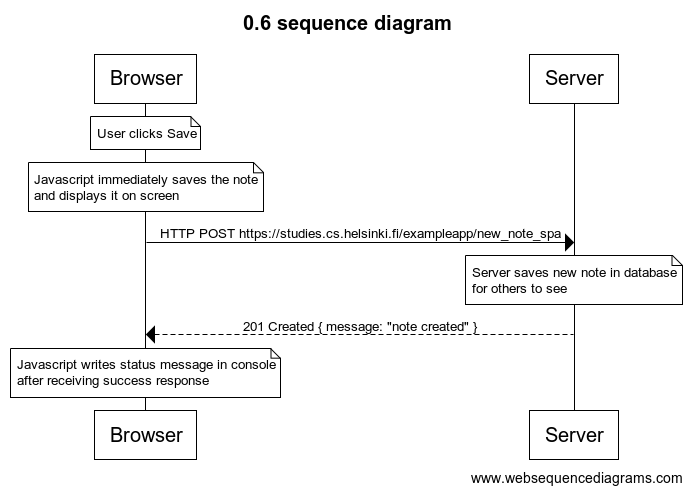 0.6 sequence diagram
Browser
Server
User clicks Save
Javascript immediately saves the note
and displays it on screen
HTTP POST https://studies.cs.helsinki.fi/exampleapp/new_note_spa
Server saves new note in database
for others to see
201 Created { message: "note created" }
Javascript writes status message in console
after receiving success response
Browser
Server
www.websequencediagrams.com